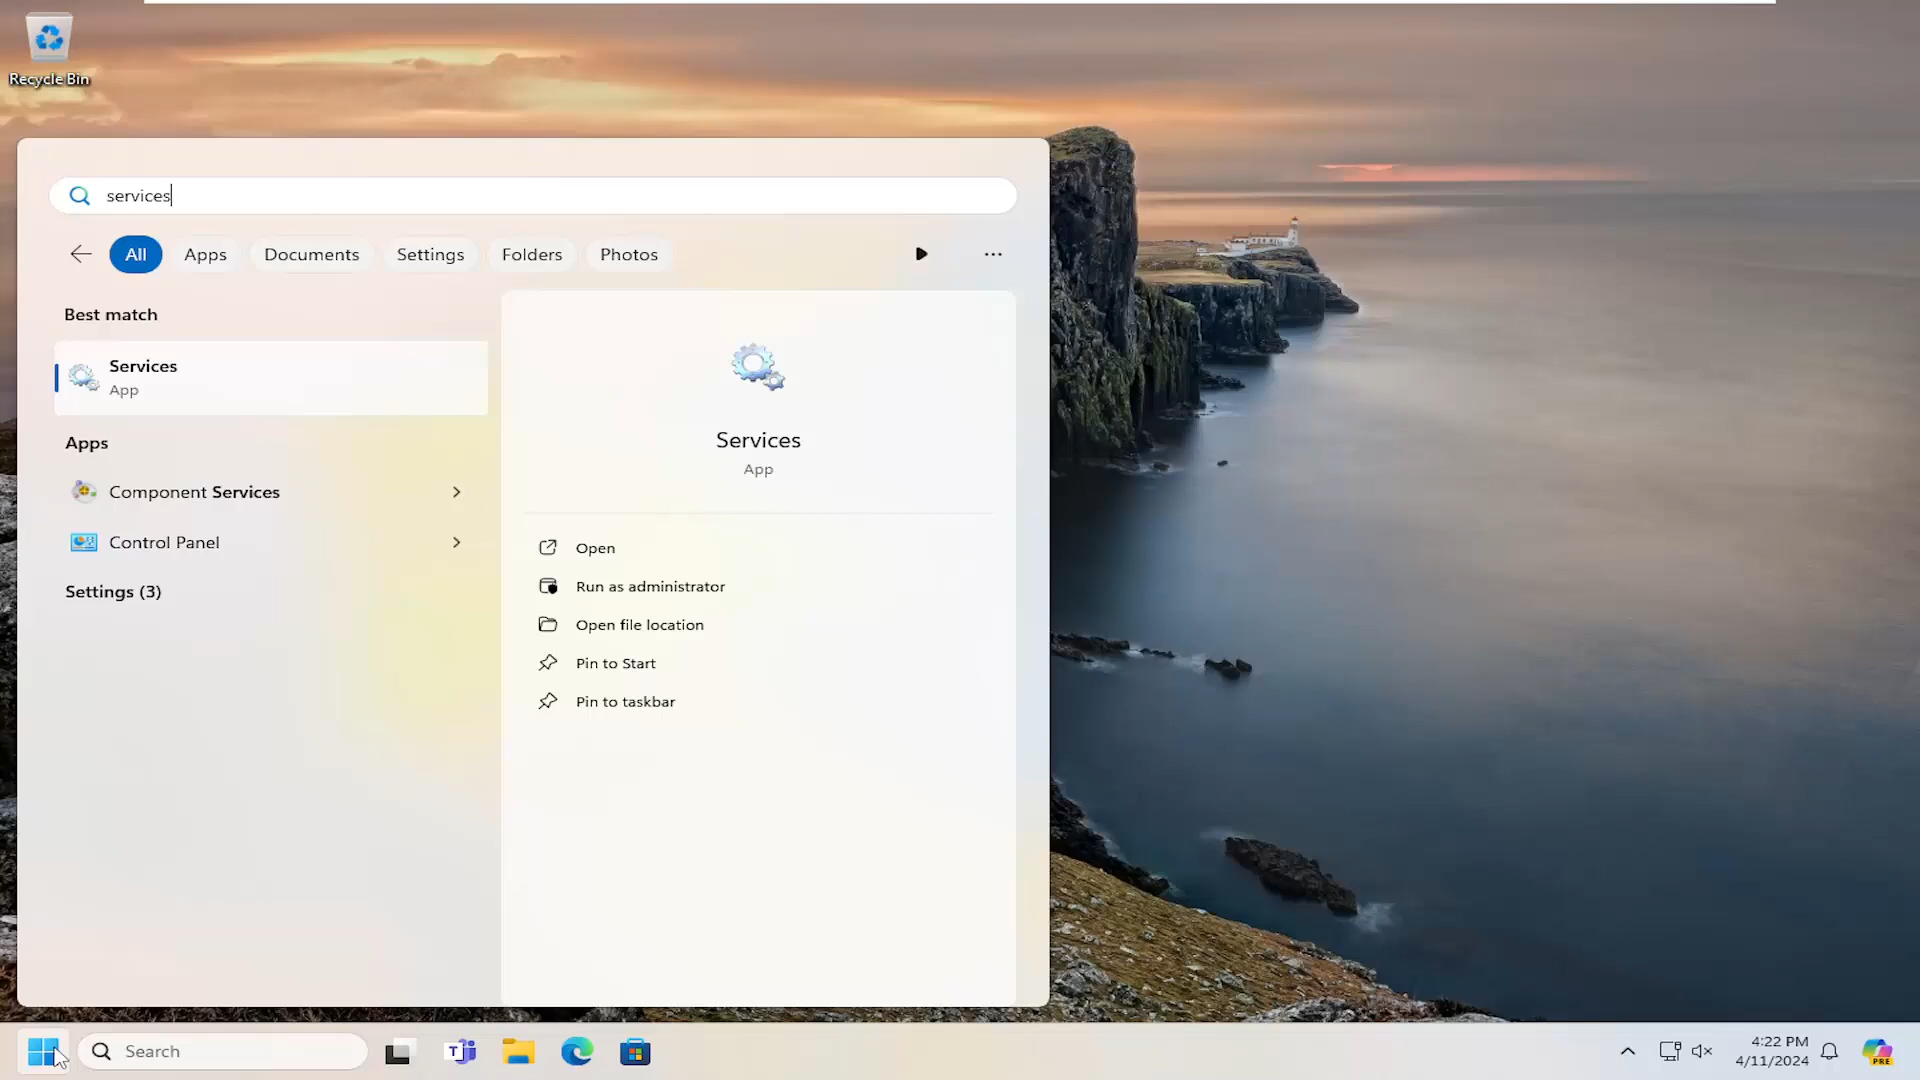 Recycle Bin
services
All Apps Documents Settings Folders Photos
Best match
Services
App
Apps
Component Services
Control Panel
Settings (3)
Services
App
Open
Run as administrator
Open file location
Pin to Start
Pin to taskbar
Search
T
4:22 PM
4/11/2024
PRE